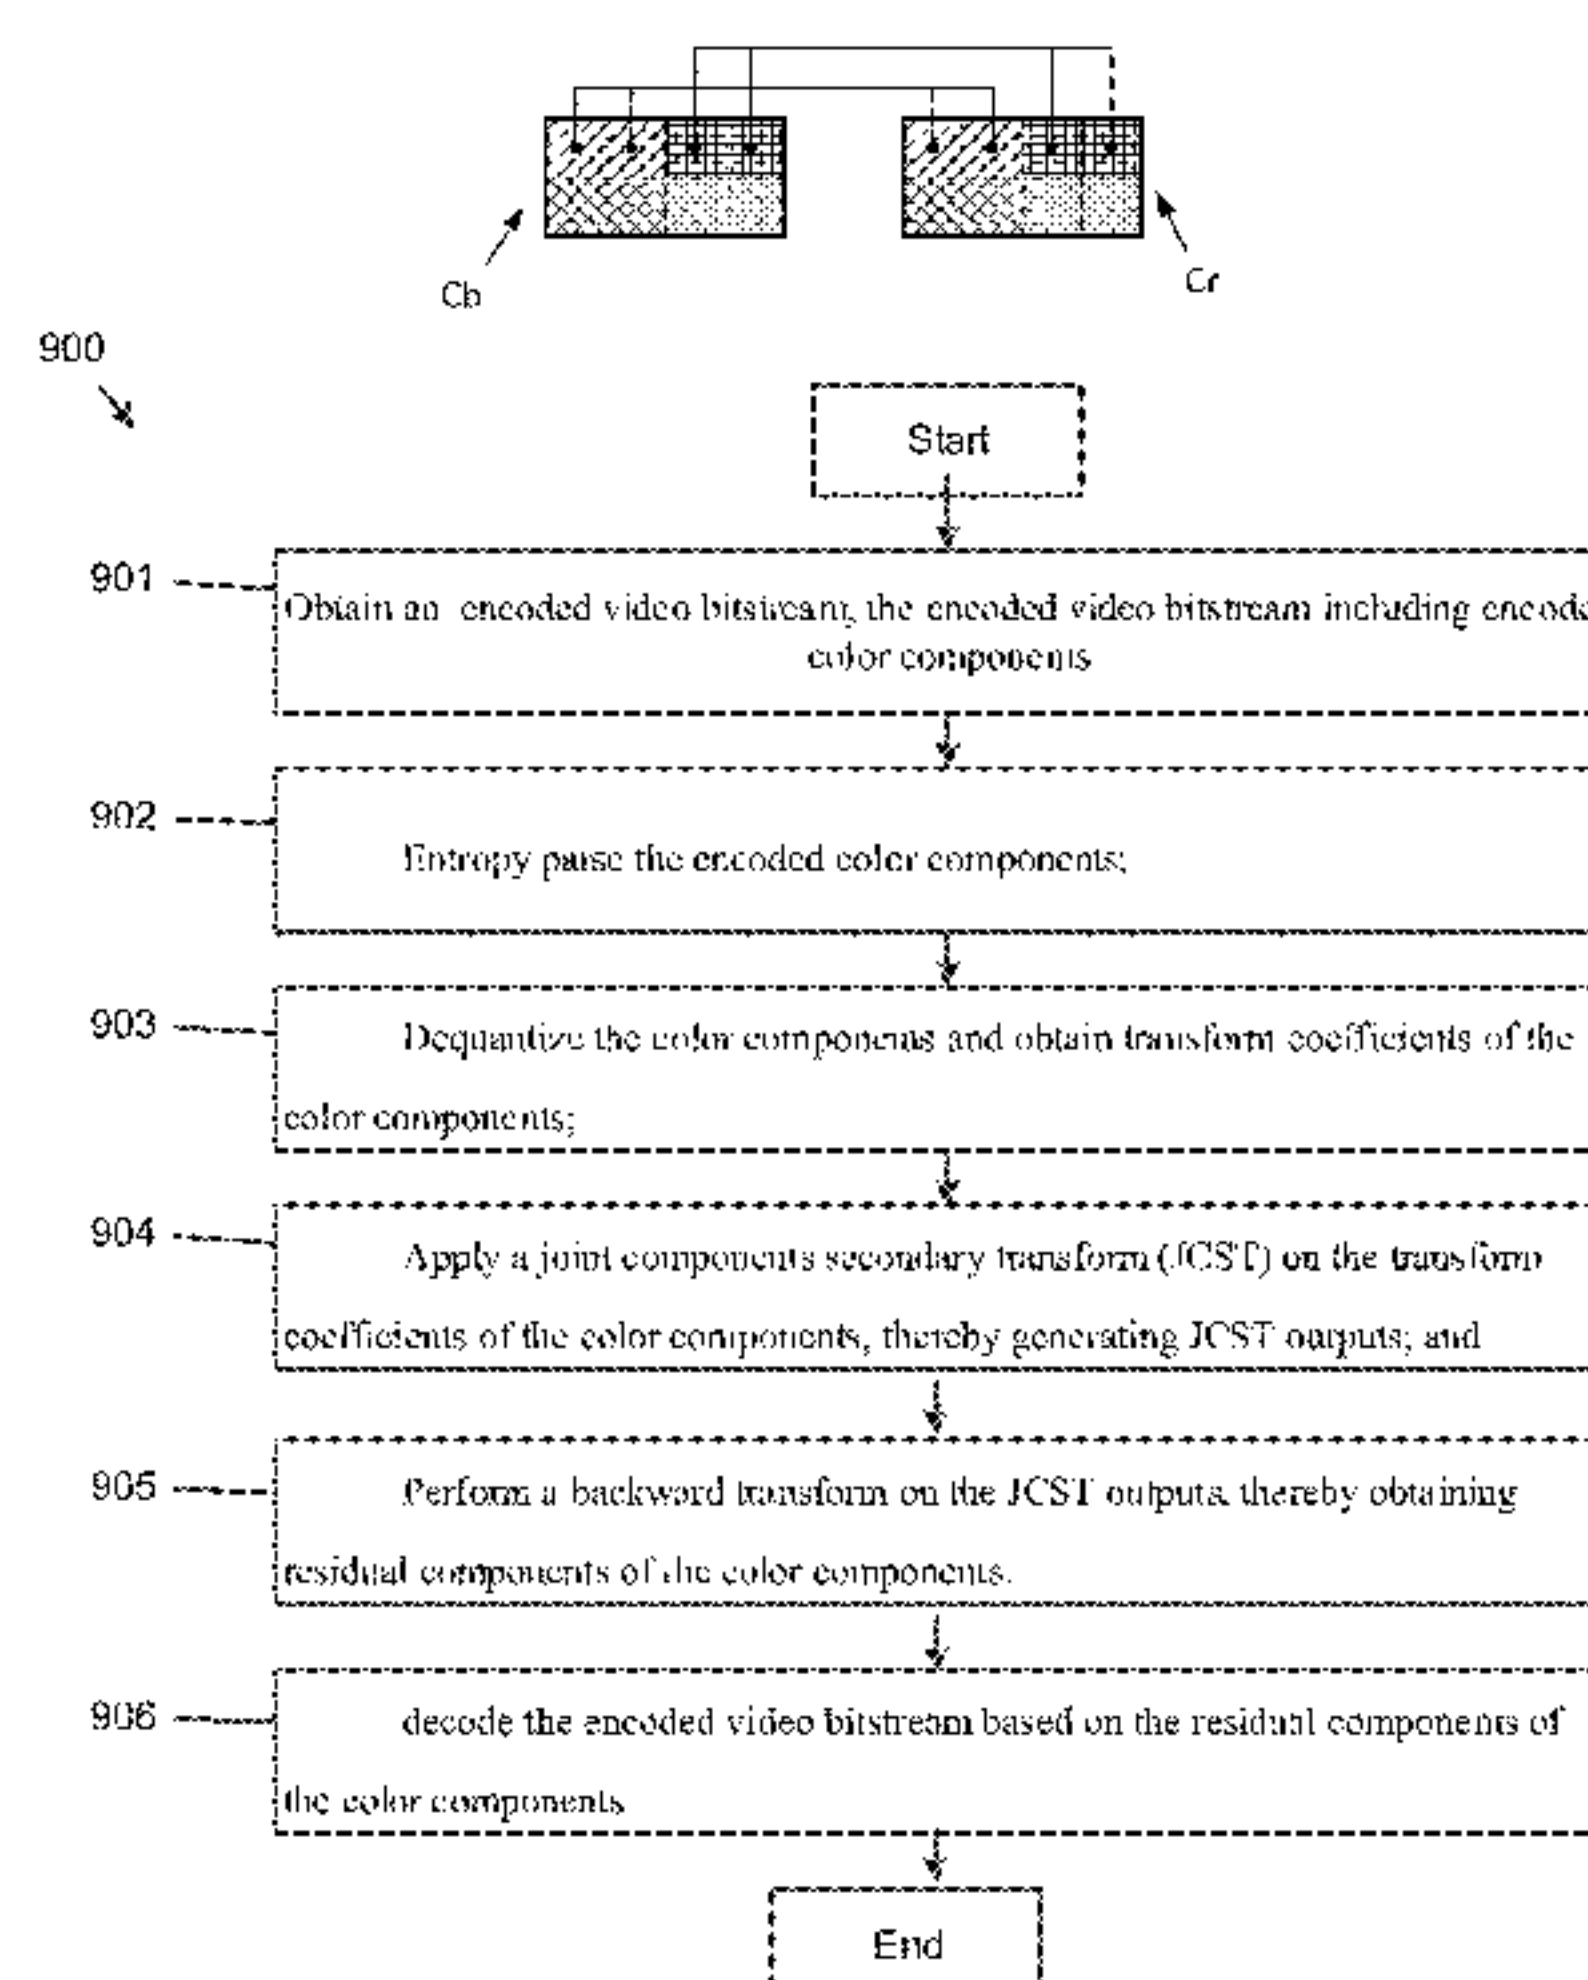 Cb
Cr
900
Start
901
Obtain an encoded video bitstream, the encoded video bitstream including encode
color components
902
Entropy parse the encoded color components;
903
Dequantize the color components and obtain transform coefficients of the
color components;
904
Apply a joint components secondary transform (JCST) on the transform
coefficients of the color components, thereby generating JCST outputs; and
905
Perform a backward transform on the JCST outputs, thereby obtaining
residual components of the color components.
906
decode the encoded video bitstream based on the residual components of
the color components
End